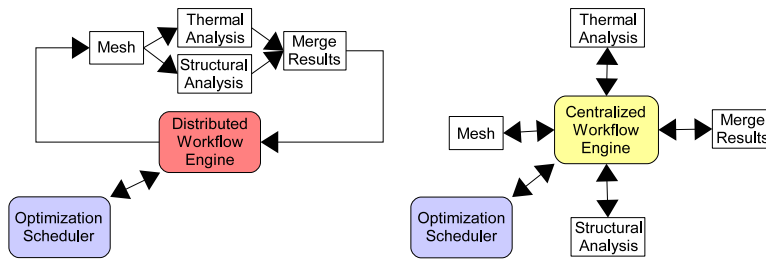 Mesh
Thermal
Analysis
Structural
Analysis
Merge
Results
Distributed
Workflow
Engine
Optimization
Scheduler
Thermal
Analysis
Mesh
Centralized
Workflow
Engine
Merge
Results
Optimization
Scheduler
Structural
Analysis